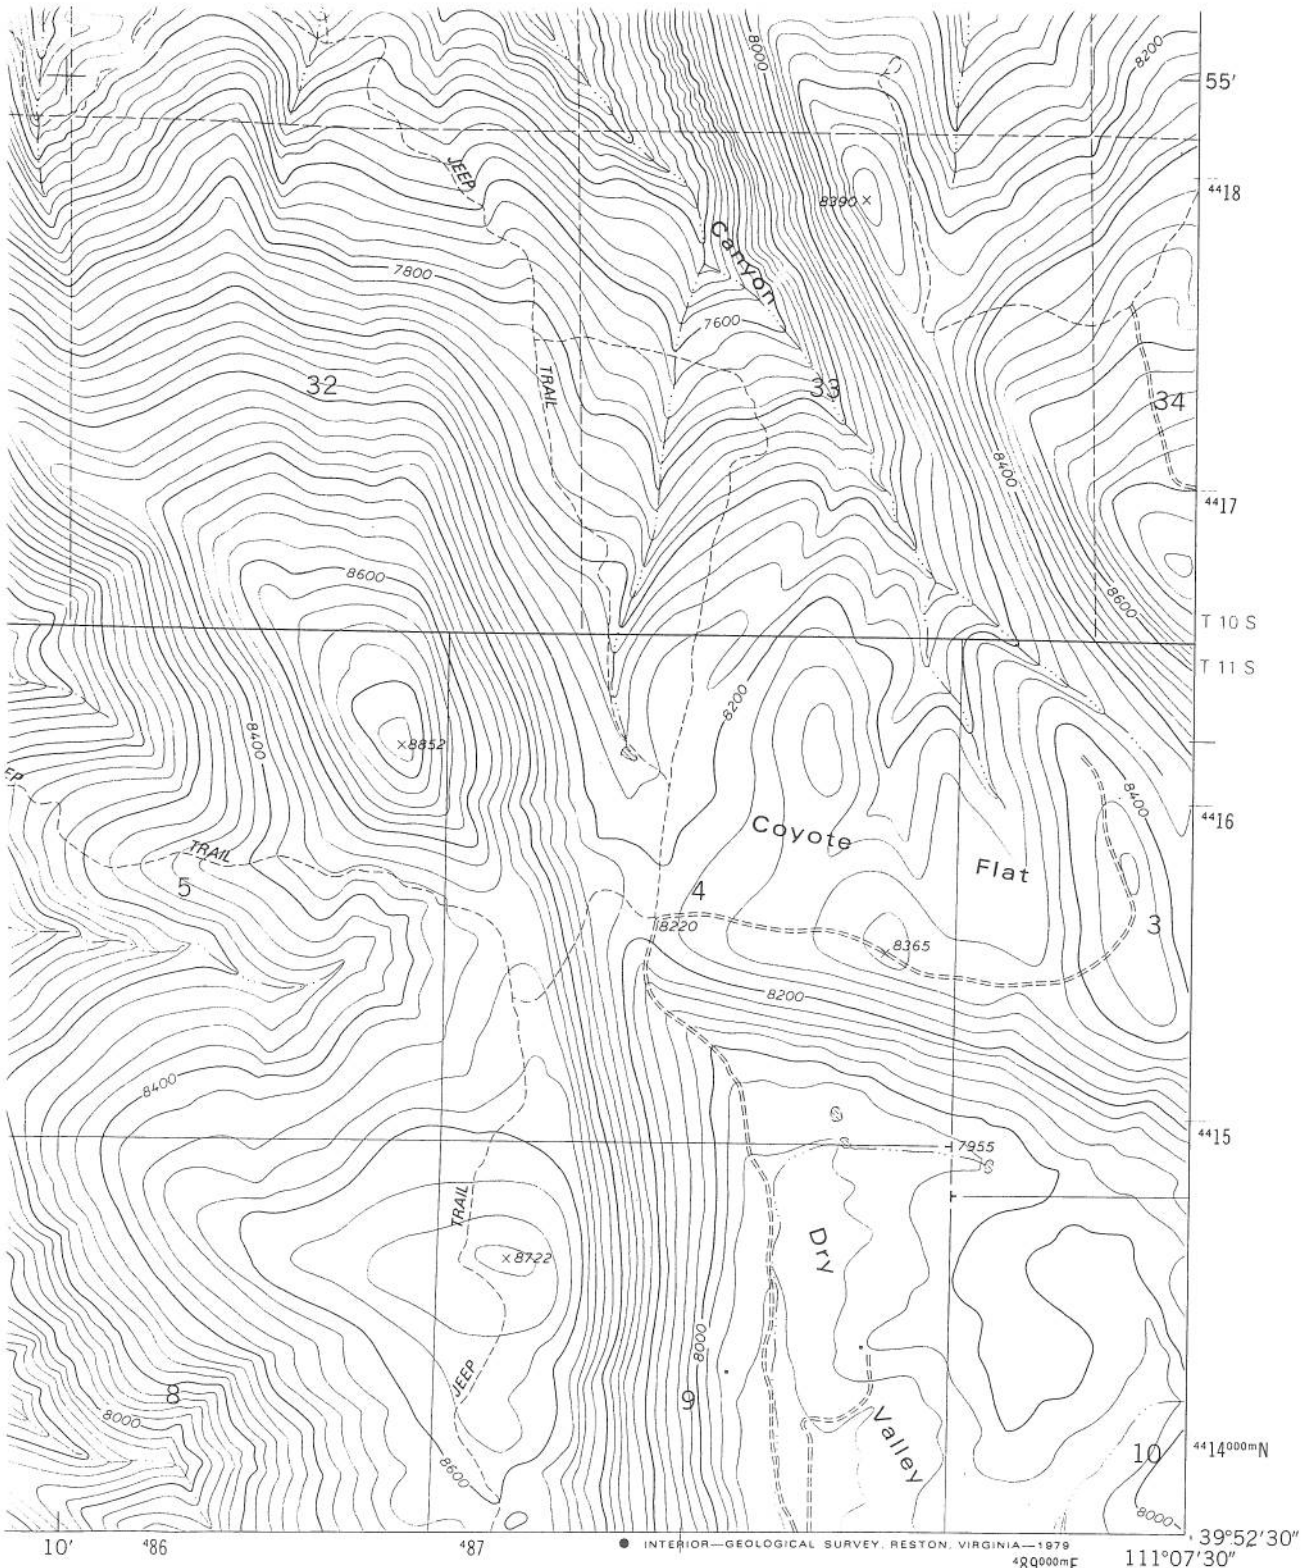 8000
8200
55'
JEEP
4418
8390
Canyon
7800
7600
TRAIL
32
33
34
8400
4417
8600
8600
T 10 S
T 11 S
8200
8400
8852
EP
8400
4416
Coyote
TRAIL
Flat
5
4
3
8220
8365
8200
8400
S
4415
S
7955
S
TRAIL
Dry
8722
8000
JEEP
8
9
8000
Valley
10
4414000mN
8600
8000
39°52'30"
10'
486
487
INTERIOR—GEOLOGICAL SURVEY, RESTON, VIRGINIA—1979
489000mE
111°07'30"